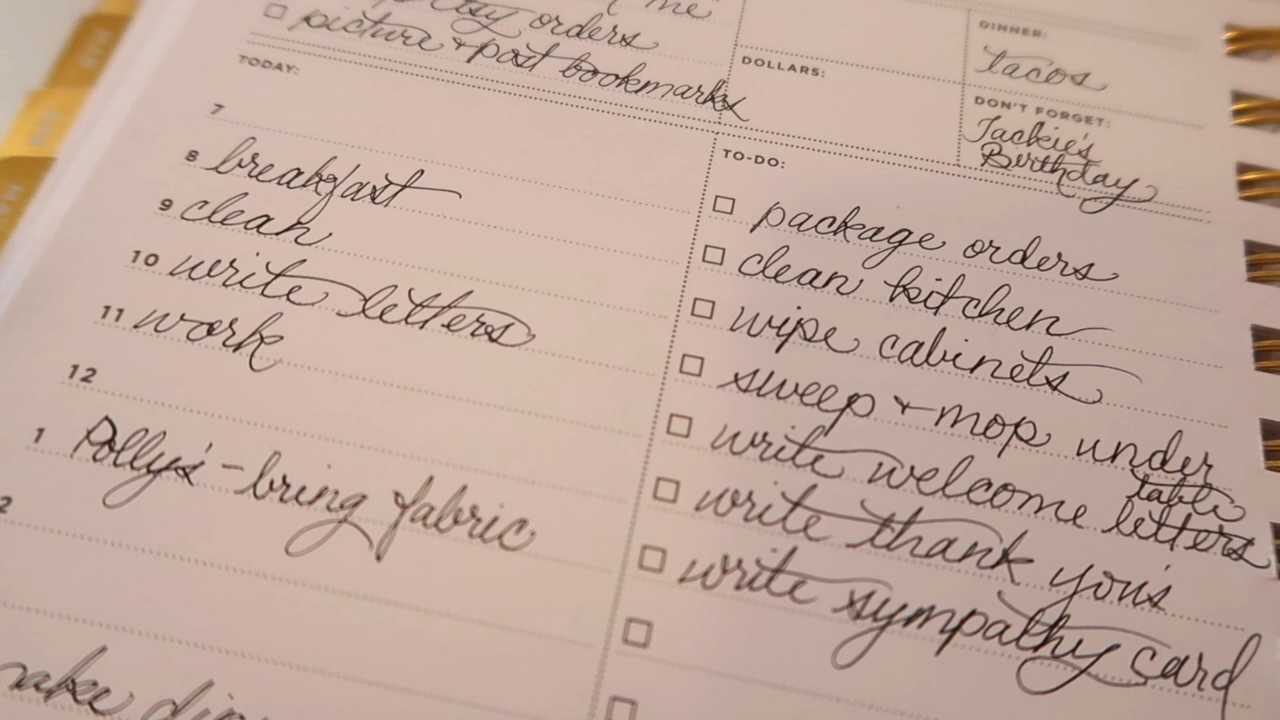 me
orders
picture + post bookmarks
DINNER:
tacos
DOLLARS:
DON'T FORGET:
Jackie's
Birthday
TODAY:
7
8 breakfast
9 clean
10 write letters
11 work
12
1 Polly's - bring fabric
2
TO-DO:
package orders
clean kitchen
wipe cabinets
sweep + mop under
table
write welcome letters
write thank you's
write sympathy card